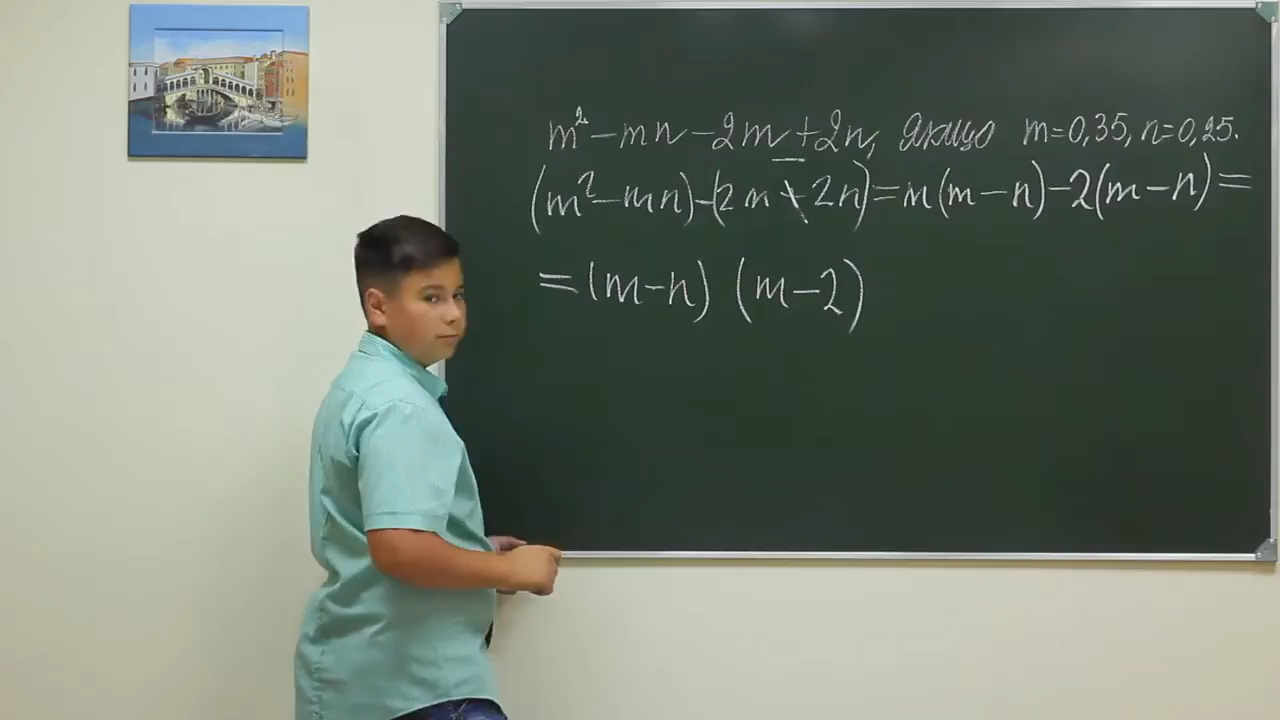 m² – mn – 2m + 2n, якщо m=0,35, n=0,25.
(m² – mn) – (2m – 2n) = m(m – n) – 2(m – n) =
= (m – n) (m – 2)